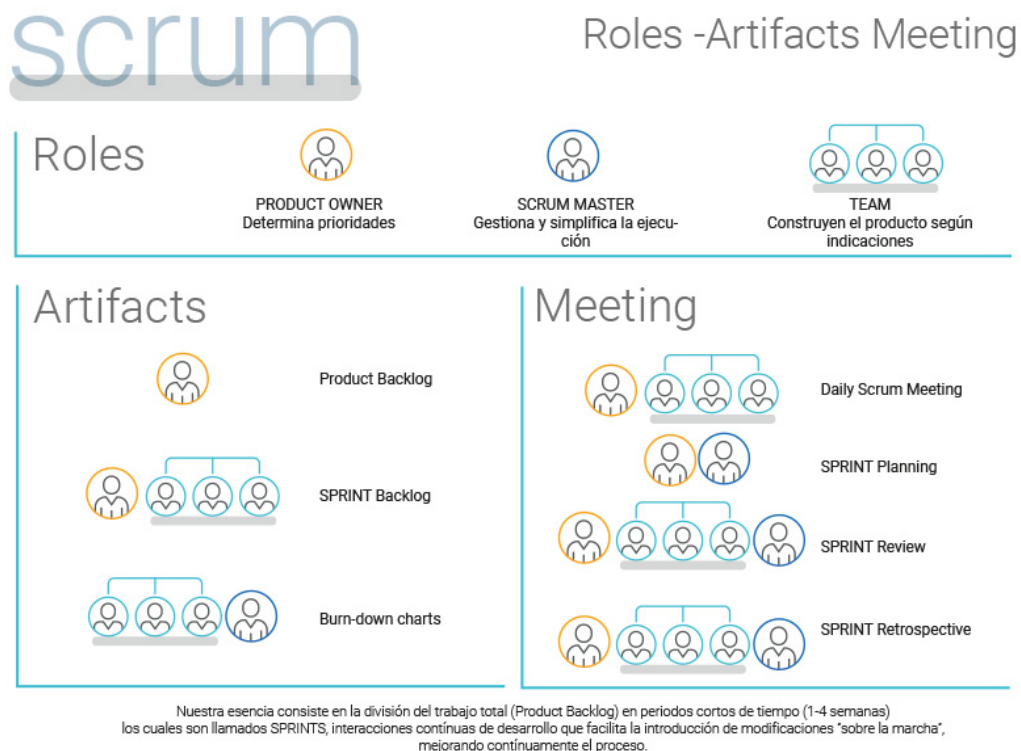 scrum
Roles -Artifacts Meeting
Roles
PRODUCT OWNER
Determina prioridades
SCRUM MASTER
Gestiona y simplifica la ejecu-
ción
TEAM
Construyen el producto según
indicaciones
Artifacts
Product Backlog
SPRINT Backlog
Burn-down charts
Meeting
Daily Scrum Meeting
SPRINT Planning
SPRINT Review
SPRINT Retrospective
Nuestra esencia consiste en la división del trabajo total (Product Backlog) en periodos cortos de tiempo (1-4 semanas)
los cuales son llamados SPRINTS, interacciones contínuas de desarrollo que facilita la introducción de modificaciones "sobre la marcha",
mejorando contínuamente el proceso.